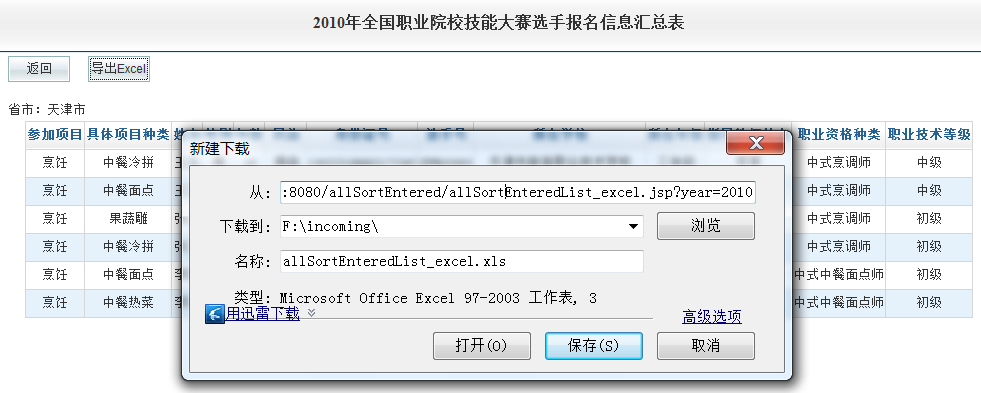 2010年全国职业院校技能大赛选手报名信息汇总表
返回 导出Excel
省市：天津市
参加项目 具体项目种类 职业资格种类 职业技术等级
烹饪 中餐冷拼 中式烹调师 中级
烹饪 中餐面点 中式烹调师 中级
烹饪 果蔬雕 中式烹调师 初级
烹饪 中餐冷拼 中式烹调师 初级
烹饪 中餐面点 中式中餐面点师 初级
烹饪 中餐热菜 中式中餐面点师 初级
新建下载
从: :8080/allSortEntered/allSortEnteredList_excel.jsp?year=2010
下载到: F:\incoming\ 浏览
名称: allSortEnteredList_excel.xls
类型: Microsoft Office Excel 97-2003 工作表, 3
用迅雷下载 高级选项
打开(O) 保存(S) 取消